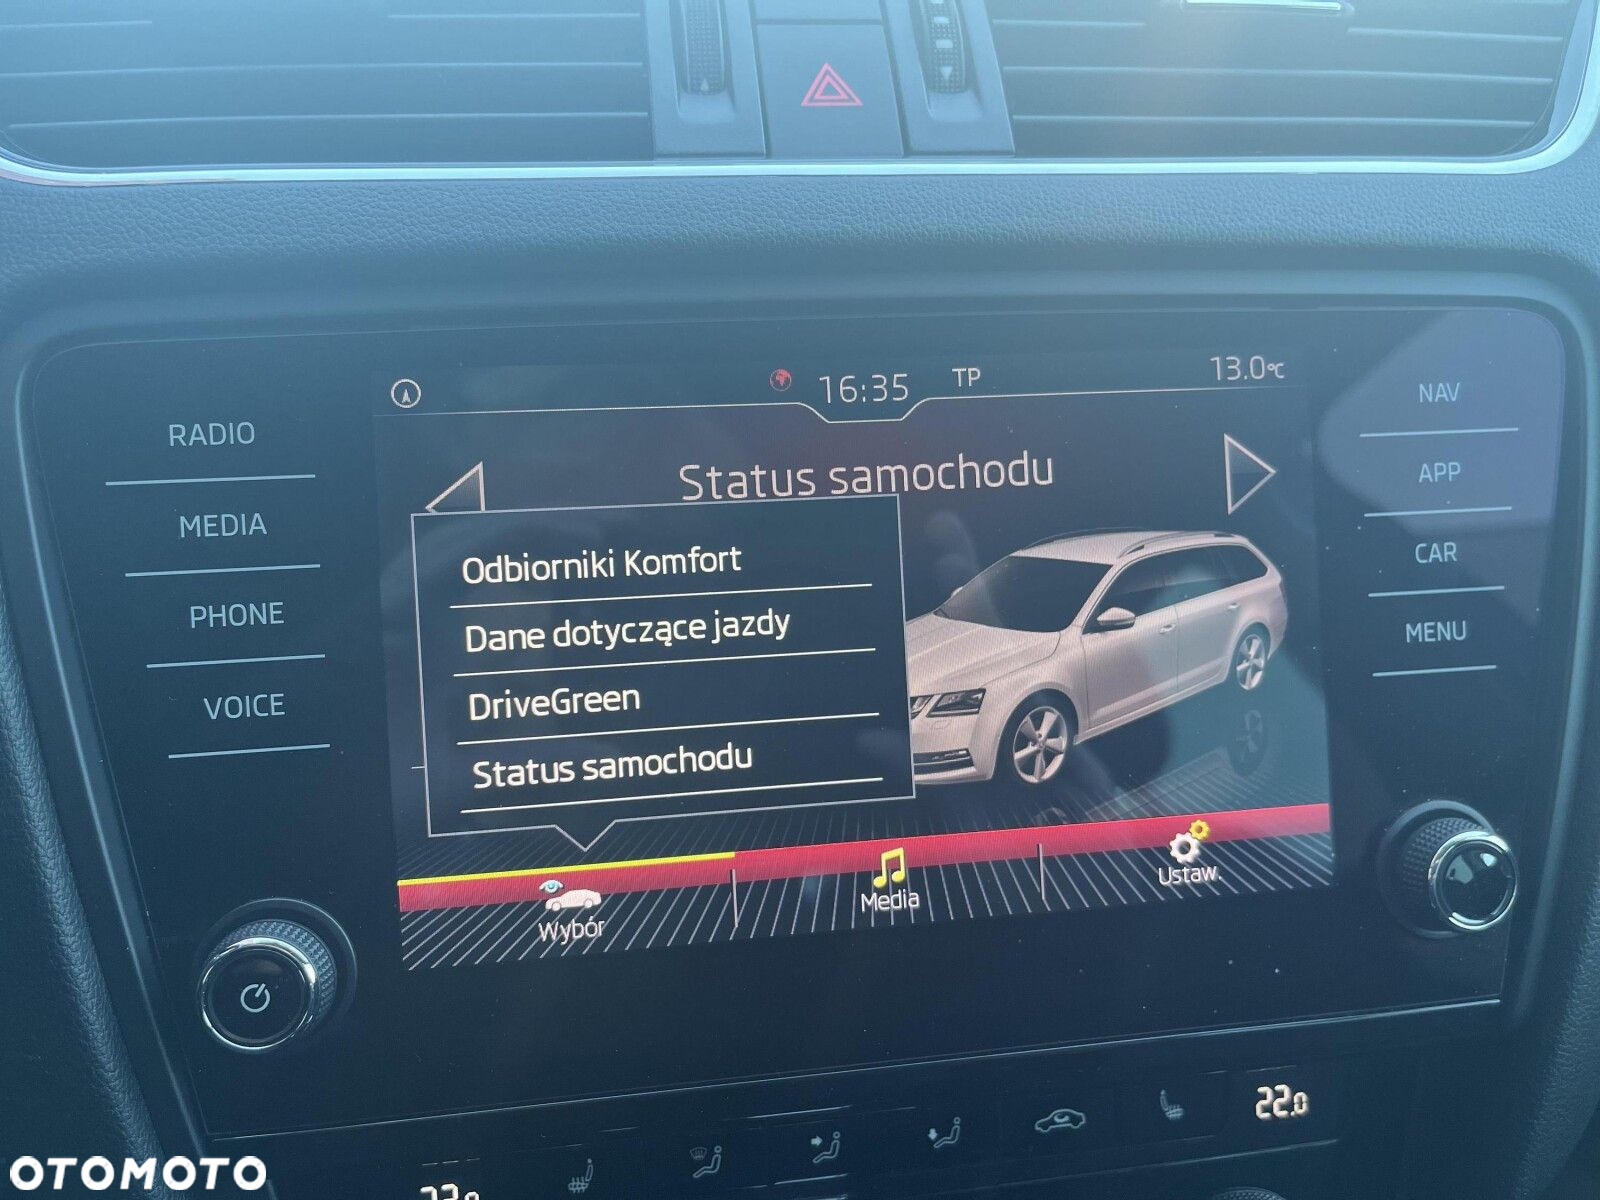 16:35
TP
13.0°C
RADIO
MEDIA
PHONE
VOICE
Status samochodu
Odbiorniki Komfort
Dane dotyczące jazdy
DriveGreen
Status samochodu
Wybór
Media
Ustaw.
NAV
APP
CAR
MENU
22.0
OTOMOTO